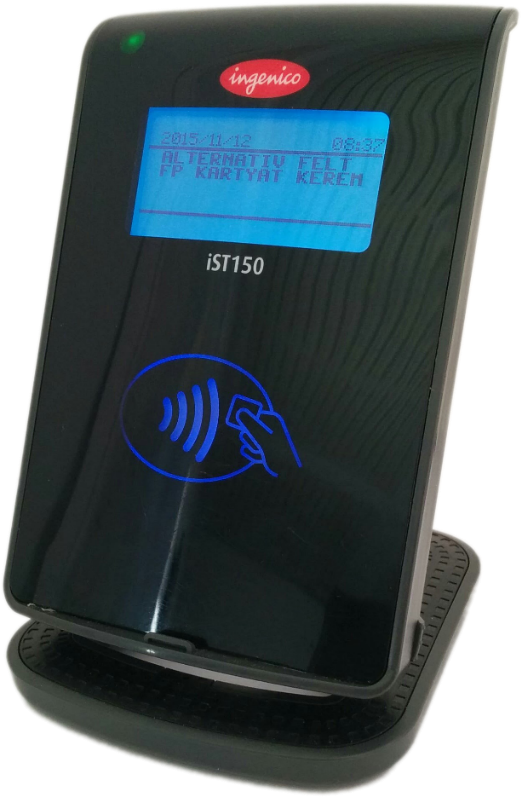 ingenico
2015/11/12 08:37
ALTERNATIV FELT
FP KARTYAT KEREM
iST150